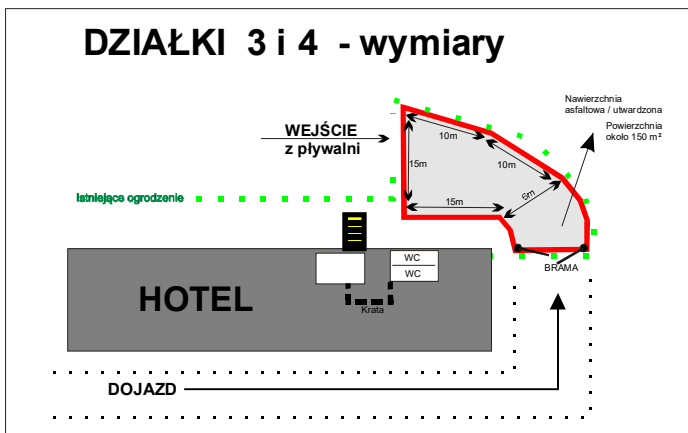 DZIAŁKI 3 i 4 - wymiary
Nawierzchnia
asfaltowa / utwardzona
Powierzchnia
około 150 m²
WEJŚCIE
z pływalni
10m
10m
15m
15m
6m
Istniejące ogrodzenie
WC
WC
BRAMA
HOTEL
Krata
DOJAZD